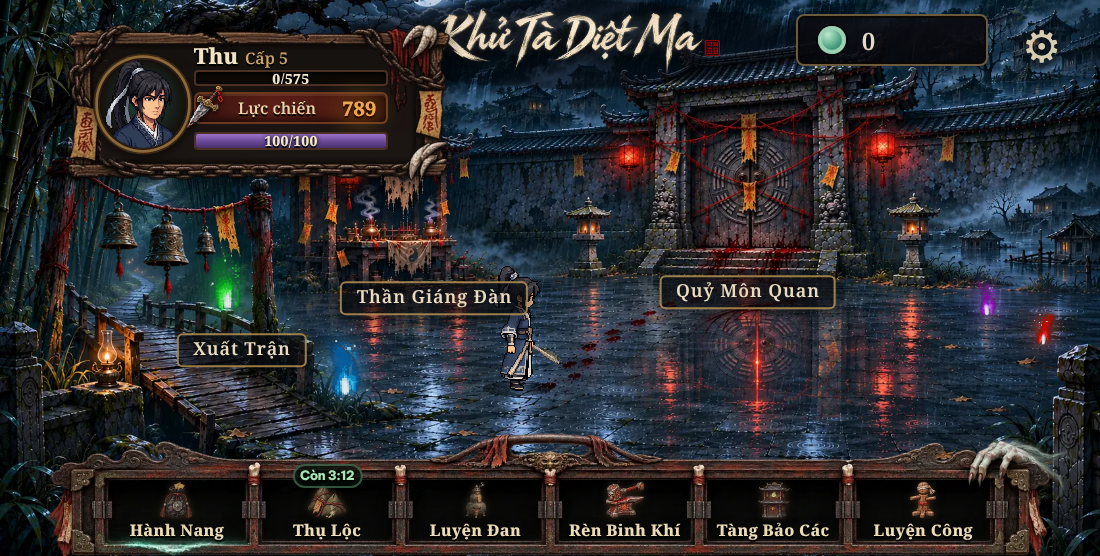 Khử Tà Diệt Ma
Thu Cấp 5
0/575
Lực chiến 789
100/100
0
Thần Giáng Đàn
Quỷ Môn Quan
Xuất Trận
Còn 3:12
Hành Nang
Thụ Lộc
Luyện Đan
Rèn Binh Khí
Tàng Bảo Các
Luyện Công